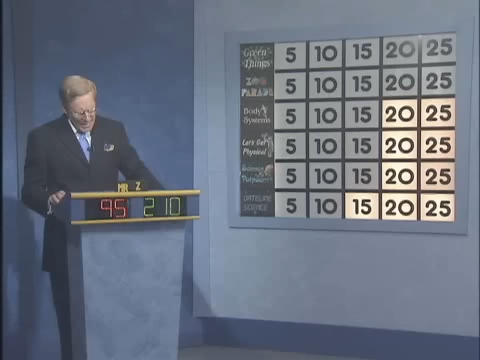 Green Things 5 10 15 20 25
ZOO PARADE 5 10 15 20 25
Body Systems 5 10 15 20 25
Let's Get Physical 5 10 15 20 25
5 10 15 20 25
DATELINE SCIENCE 5 10 15 20 25
MR Z
95 210